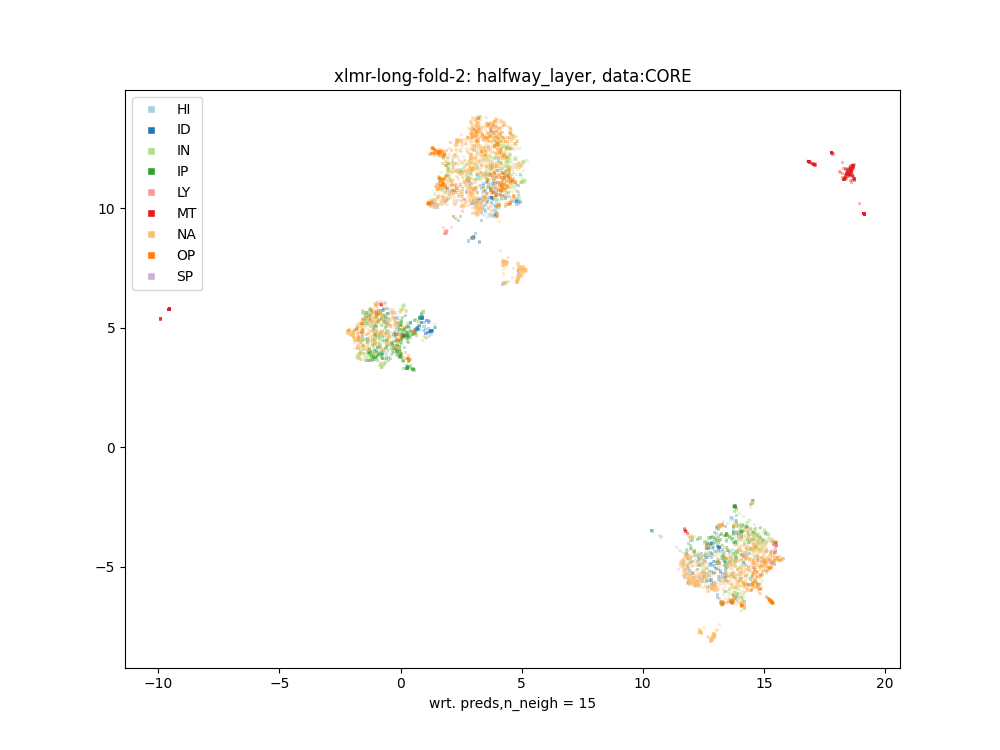 xlmr-long-fold-2: halfway_layer, data:CORE
HI
ID
IN
IP
LY
MT
NA
OP
SP
10
5
0
−5
−10
−5
0
5
10
15
20
wrt. preds,n_neigh = 15